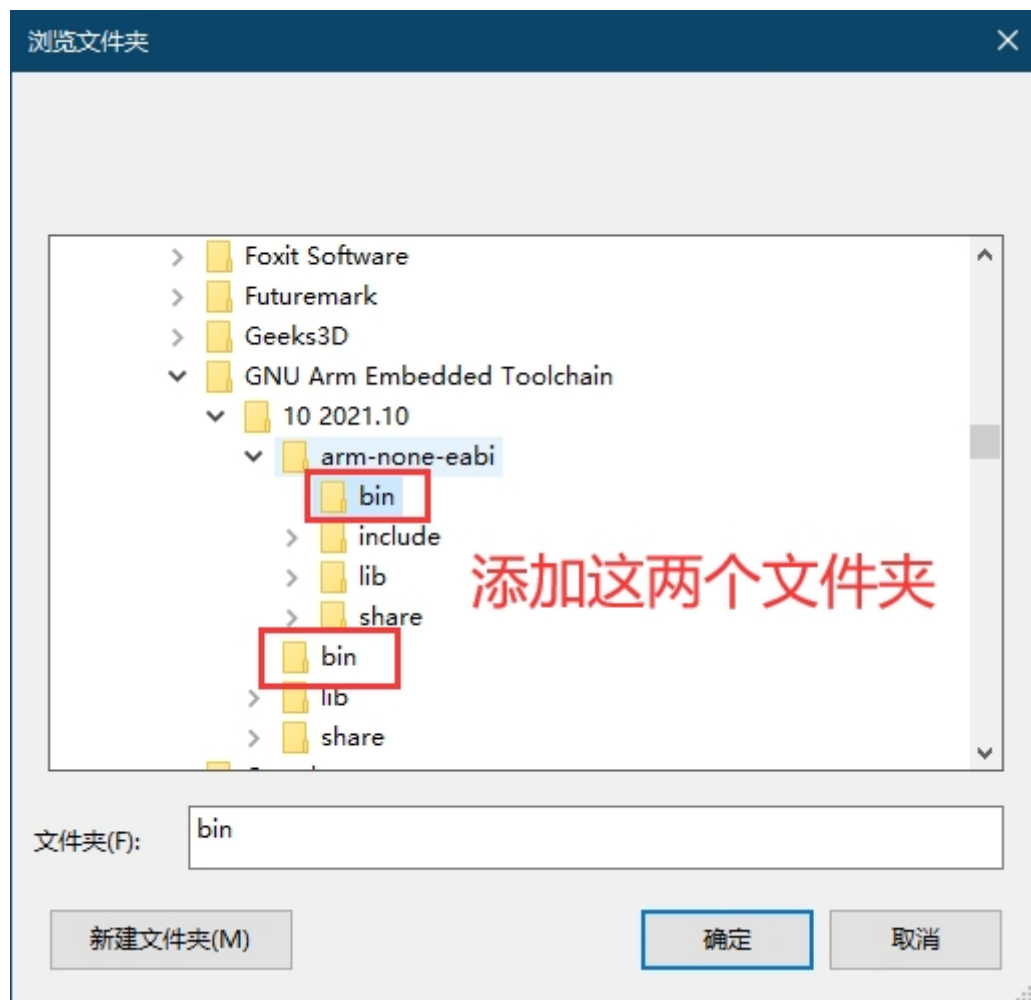 浏览文件夹
Foxit Software
Futuremark
Geeks3D
GNU Arm Embedded Toolchain
10 2021.10
arm-none-eabi
bin
include
lib
添加这两个文件夹
share
bin
lib
share
文件夹(F):
bin
新建文件夹(M)
确定
取消